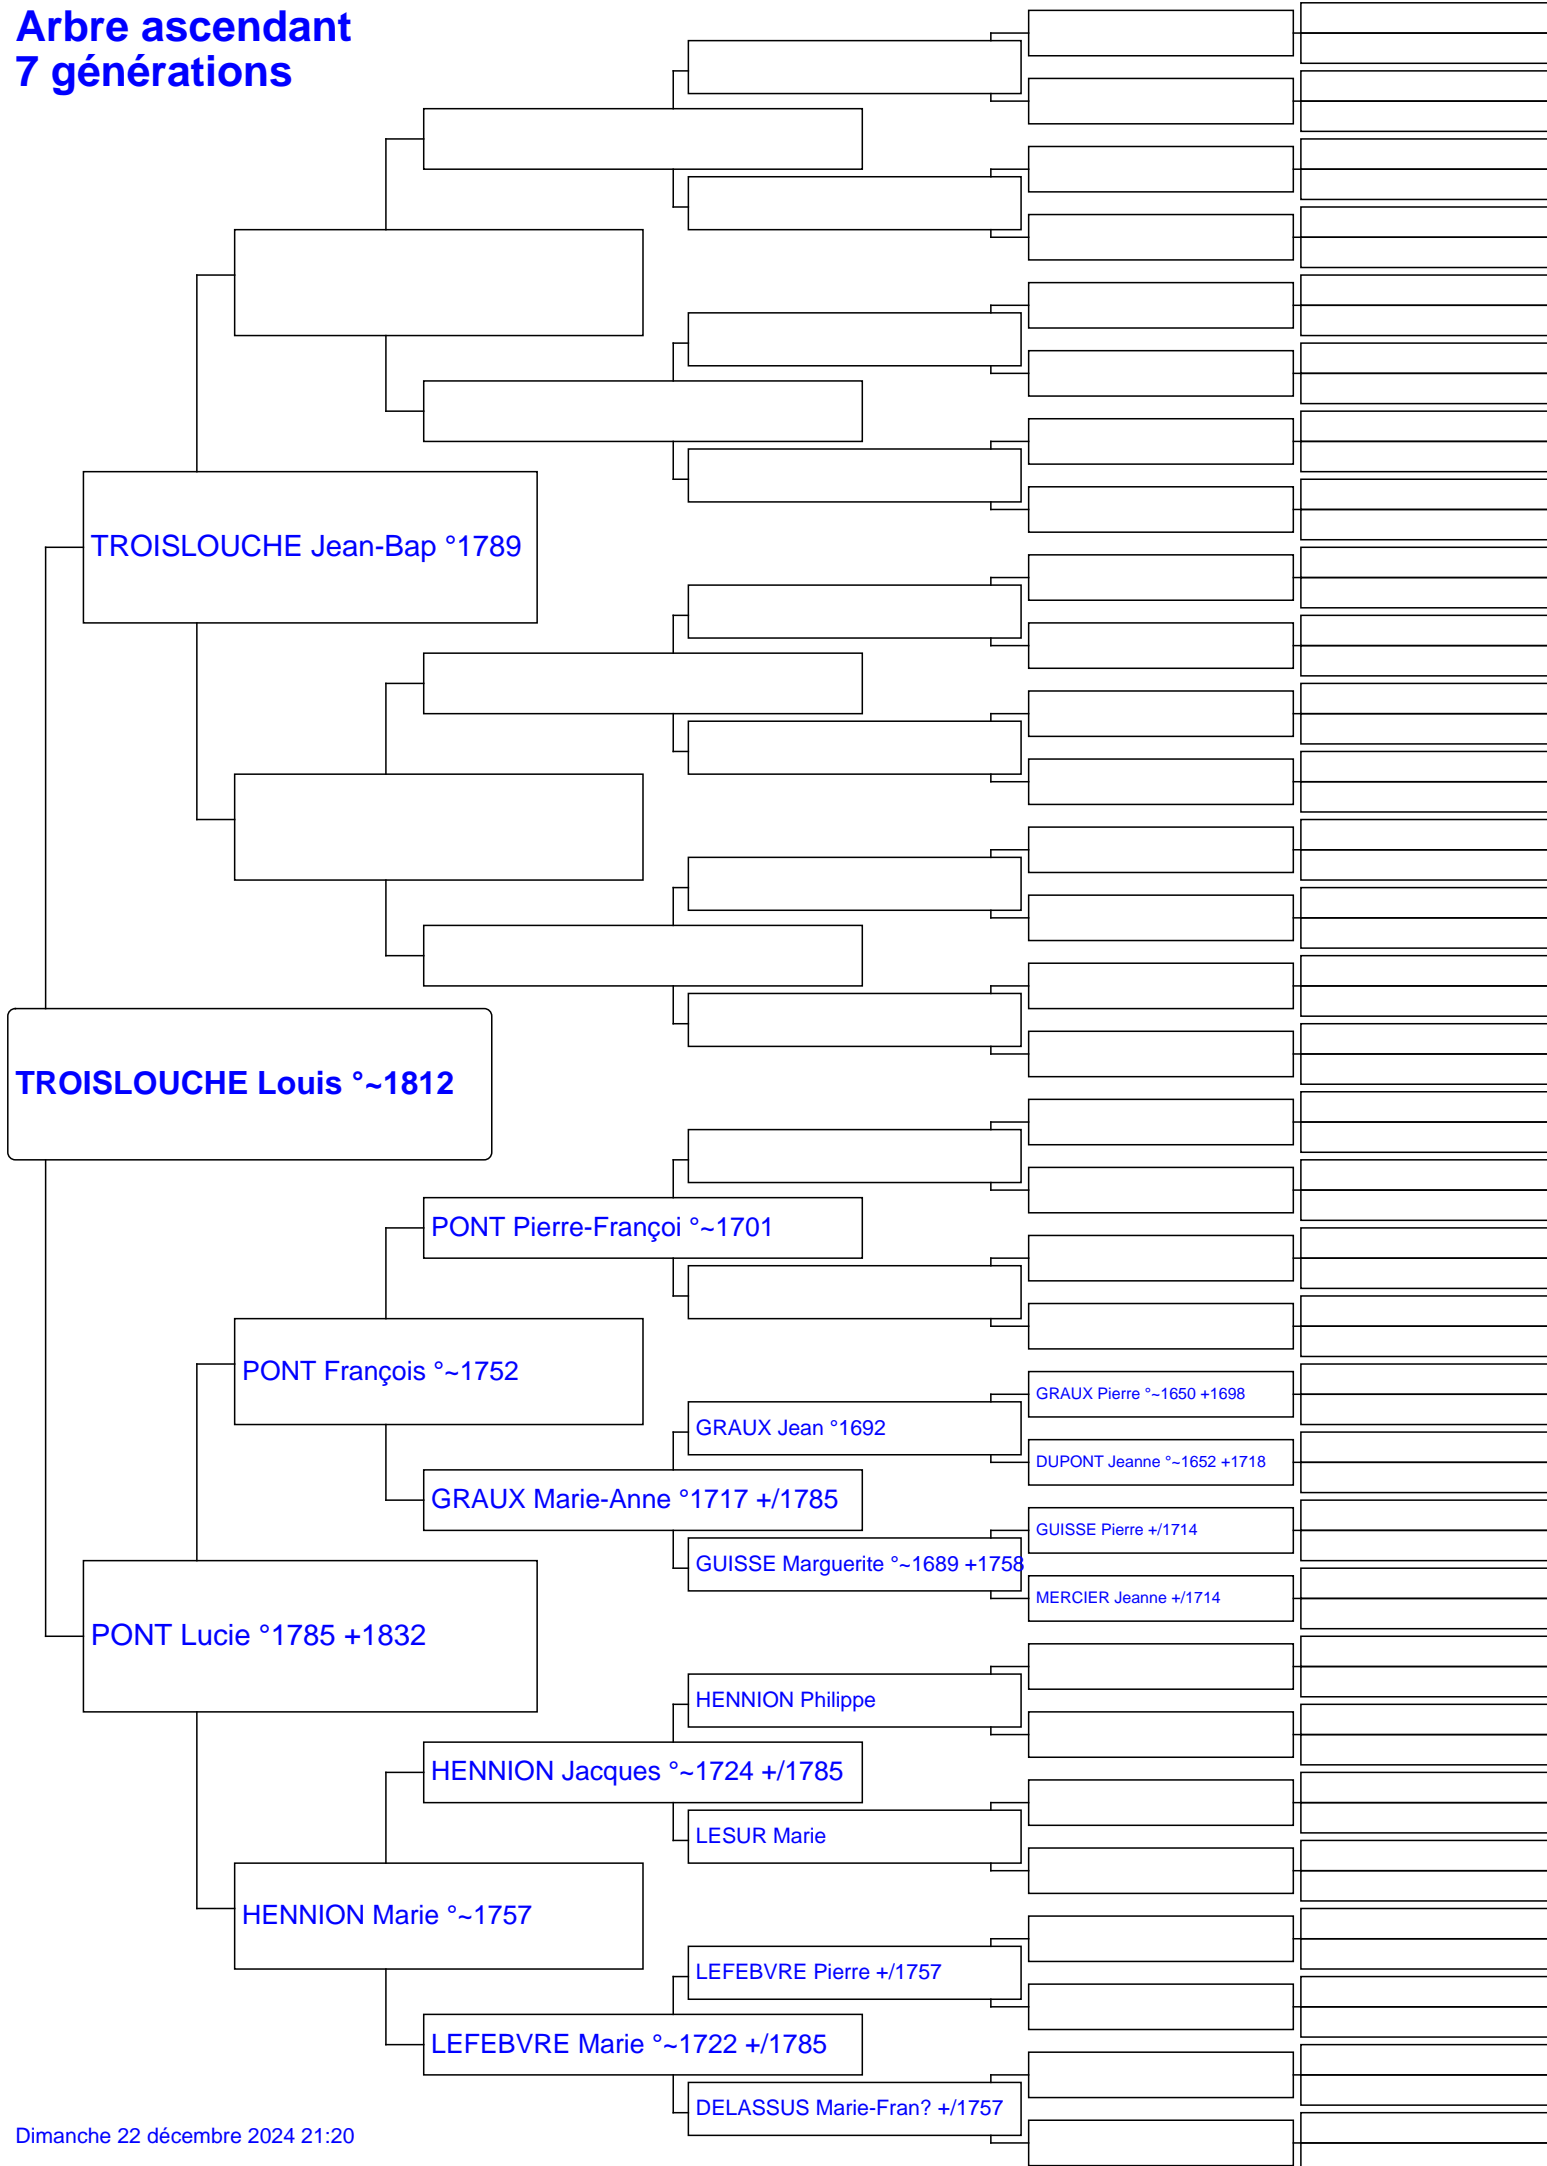 Arbre ascendant
7 générations
TROISLOUCHE Jean-Bap °1789
TROISLOUCHE Louis °~1812
PONT Pierre-Françoi °~1701
PONT François °~1752
GRAUX Pierre °~1650 +1698
GRAUX Jean °1692
DUPONT Jeanne °~1652 +1718
GRAUX Marie-Anne °1717 +/1785
GUISSE Pierre +/1714
GUISSE Marguerite °~1689 +1758
MERCIER Jeanne +/1714
PONT Lucie °1785 +1832
HENNION Philippe
HENNION Jacques °~1724 +/1785
LESUR Marie
HENNION Marie °~1757
LEFEBVRE Pierre +/1757
LEFEBVRE Marie °~1722 +/1785
DELASSUS Marie-Fran? +/1757
Dimanche 22 décembre 2024 21:20